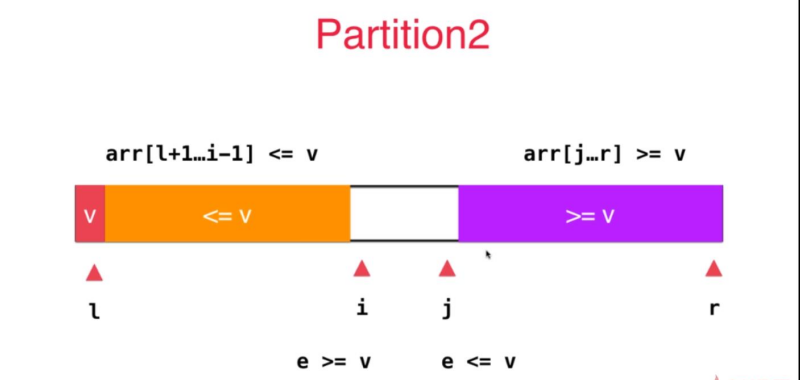 Partition2
arr[l+1…i-1] <= v
arr[j…r] >= v
v
<= v
>= v
l
i
j
r
e >= v
e <= v